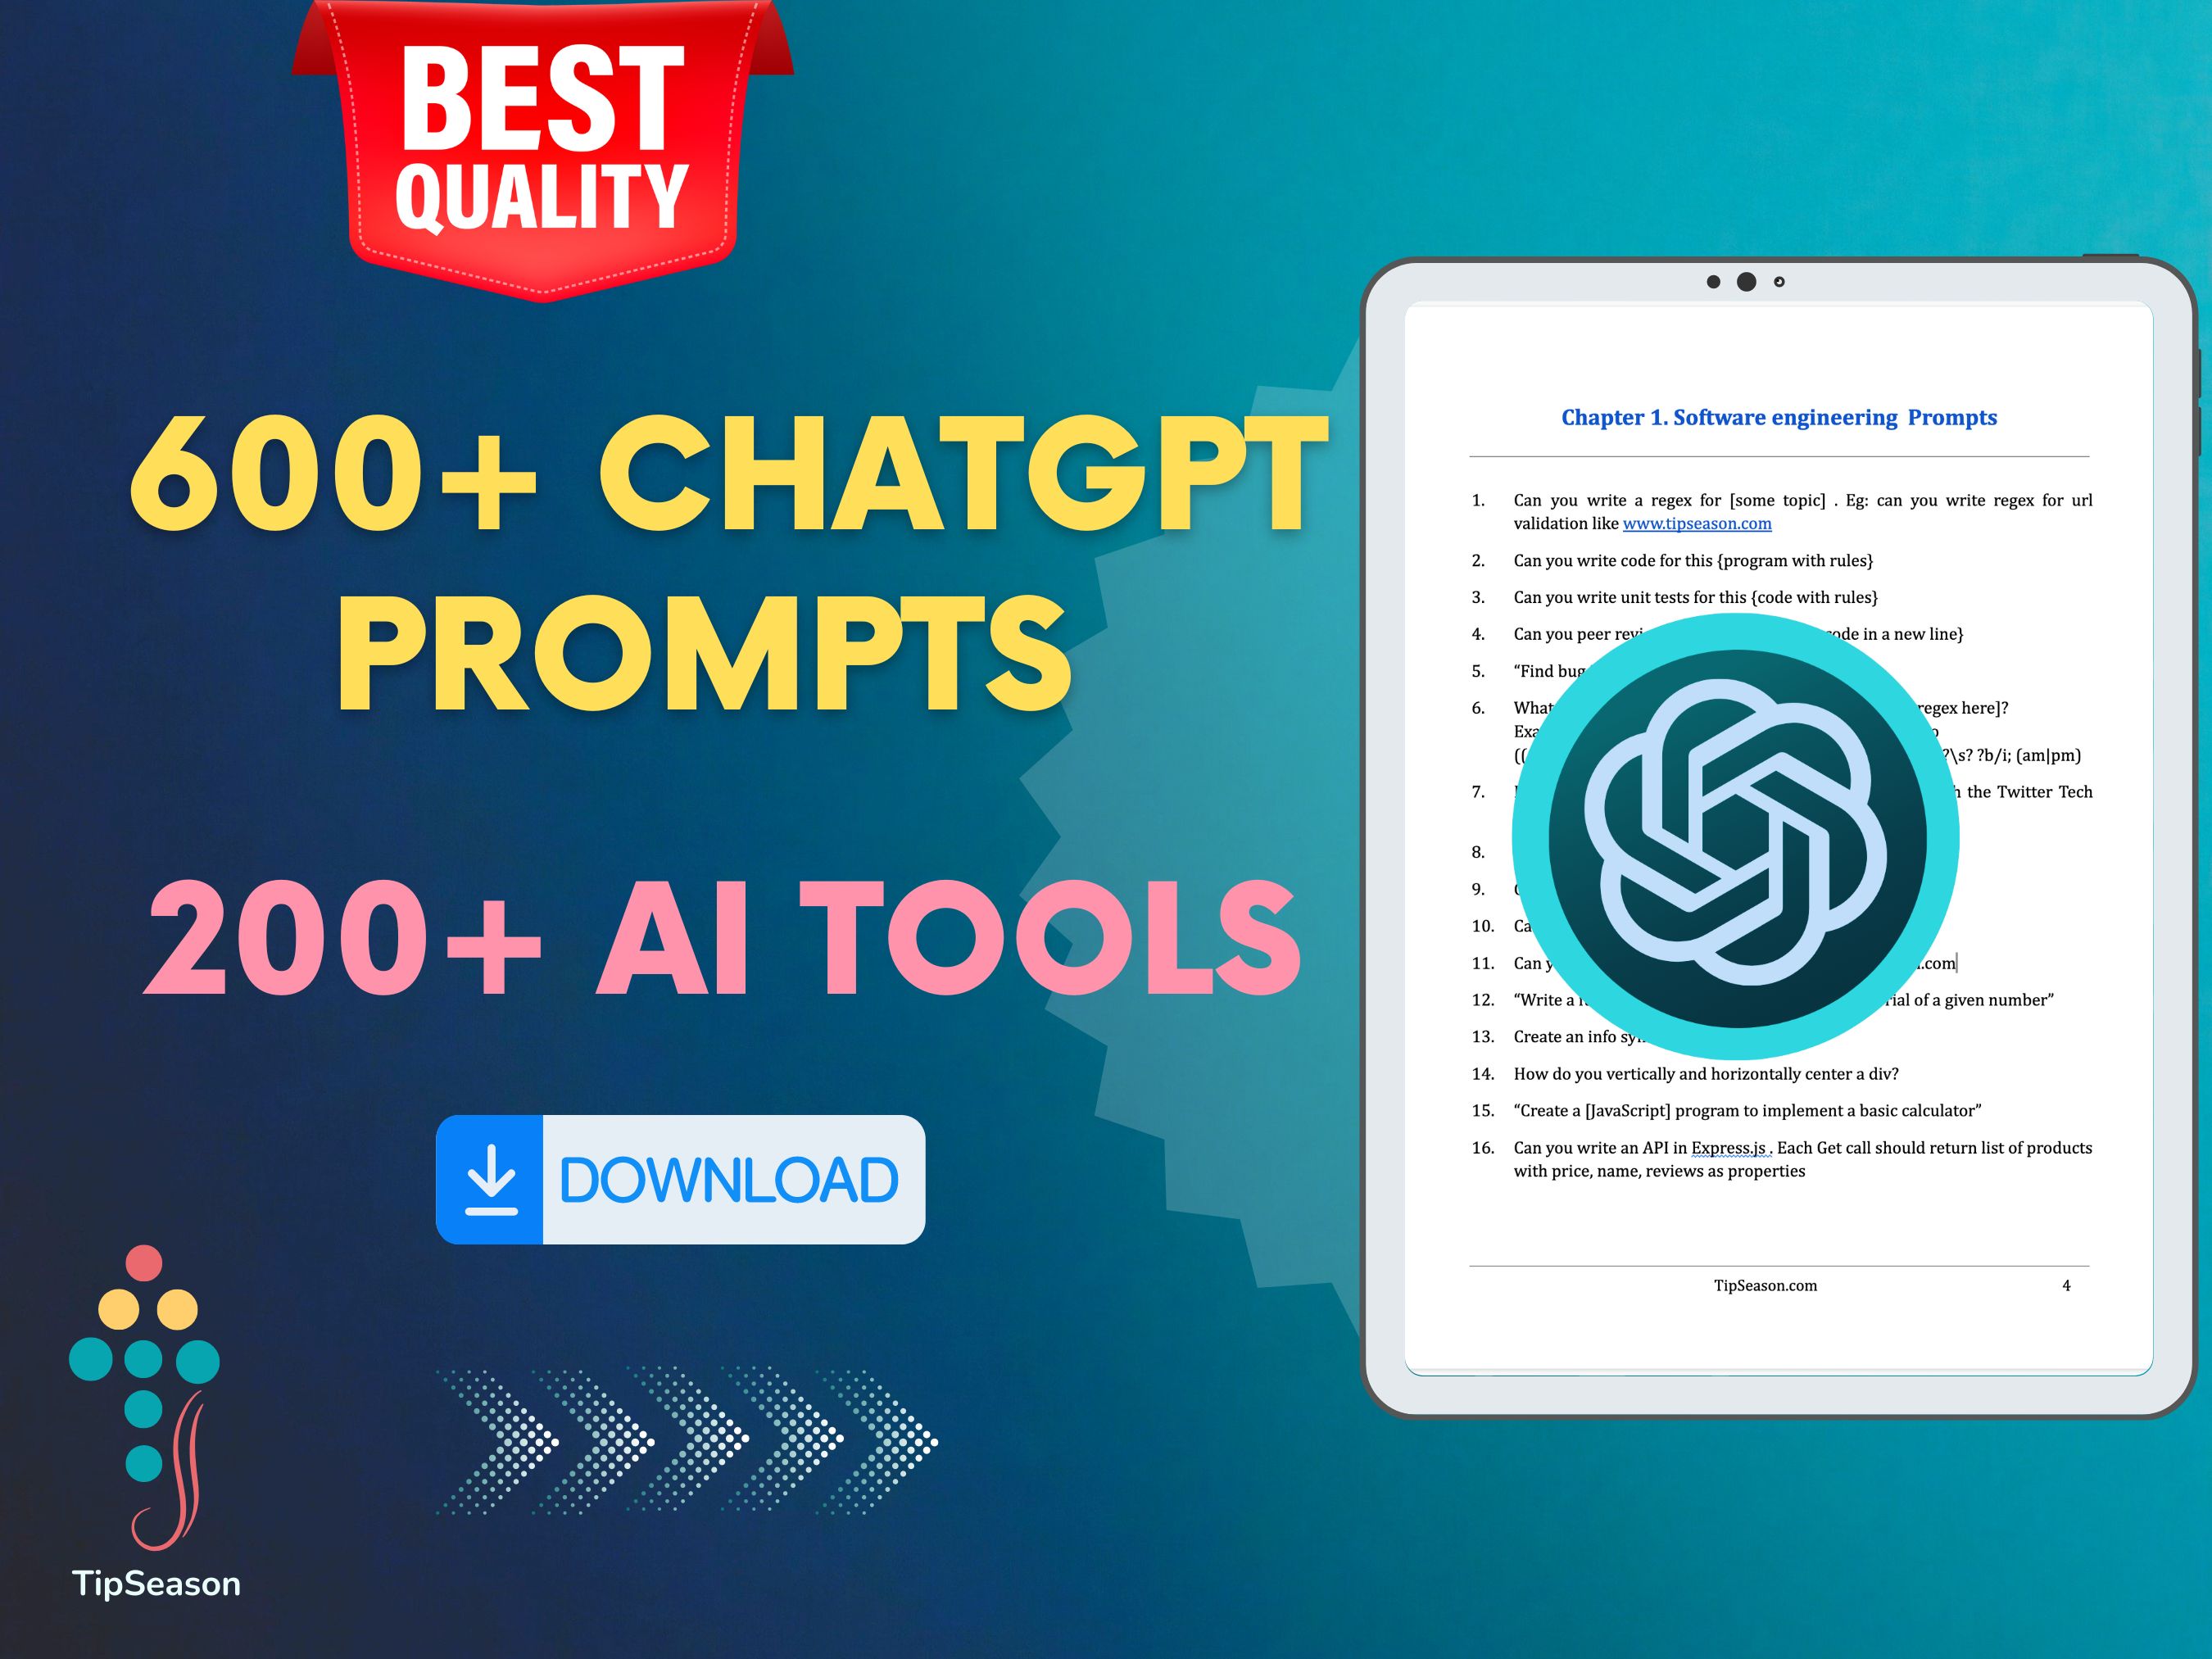 BEST
QUALITY
600+ CHATGPT
PROMPTS
200+ AI TOOLS
DOWNLOAD
TipSeason
Chapter 1. Software engineering  Prompts
1. Can you write a regex for [some topic] . Eg: can you write regex for url
validation like www.tipseason.com
2. Can you write code for this {program with rules}
3. Can you write unit tests for this {code with rules}
4. Can you peer code in a new line}
5. “Find
6. What regex here]?
((  ?\s? ?b/i; (am|pm)
7. the Twitter Tech
8.
9.
10.
11. Can .com
12. “Write a of a given number”
13. Create an info
14. How do you vertically and horizontally center a div?
15. “Create a [JavaScript] program to implement a basic calculator”
16. Can you write an API in Express.js . Each Get call should return list of products
with price, name, reviews as properties
TipSeason.com 4